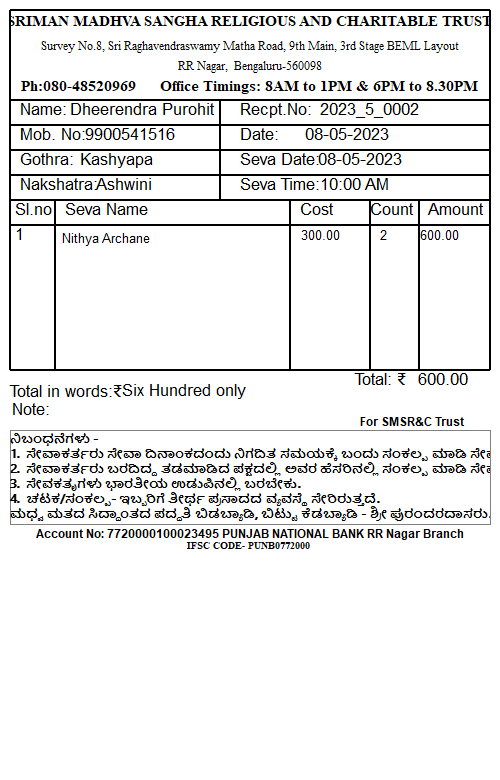 SRIMAN MADHVA SANGHA RELIGIOUS AND CHARITABLE TRUST
Survey No.8, Sri Raghavendraswamy Matha Road, 9th Main, 3rd Stage BEML Layout
RR Nagar, Bengaluru-560098
Ph:080-48520969 Office Timings: 8AM to 1PM & 6PM to 8.30PM
Name: Dheerendra Purohit Recpt.No: 2023_5_0002
Mob. No:9900541516 Date: 08-05-2023
Gothra: Kashyapa Seva Date:08-05-2023
Nakshatra:Ashwini Seva Time:10:00 AM
Sl.no Seva Name Cost Count Amount
1 Nithya Archane 300.00 2 600.00
Total: ₹ 600.00
Total in words:₹Six Hundred only
Note:
For SMSR&C Trust
ನಿಬಂಧನೆಗಳು -
1. ಸೇವಾಕರ್ತರು ಸೇವಾ ದಿನಾಂಕದಂದು ನಿಗದಿತ ಸಮಯಕ್ಕೆ ಬಂದು ಸಂಕಲ್ಪ ಮಾಡಿ ಸೇವ
2. ಸೇವಾಕರ್ತರು ಬರದಿದ್ದ ತಡಮಾಡಿದ ಪಕ್ಷದಲ್ಲಿ ಅವರ ಹೆಸರಿನಲ್ಲಿ ಸಂಕಲ್ಪ ಮಾಡಿ ಸೇವ
3. ಸೇವಕತೃಗಳು ಭಾರತೀಯ ಉಡುಪಿನಲ್ಲಿ ಬರಬೇಕು.
4. ಚಟಕ/ಸಂಕಲ್ಪ- ಇಬ್ಬರಿಗೆ ತೀರ್ಥ ಪ್ರಸಾದದ ವ್ಯವಸ್ಥೆ ಸೇರಿರುತ್ತದೆ.
ಮಧ್ವ ಮತದ ಸಿದ್ಧಾಂತದ ಪದ್ಧತಿ ಬಿಡಬ್ಯಾಡಿ, ಬಿಟ್ಟು ಕೆಡಬ್ಯಾಡಿ - ಶ್ರೀ ಪುರಂದರದಾಸರು.
Account No: 7720000100023495 PUNJAB NATIONAL BANK RR Nagar Branch
IFSC CODE- PUNB0772000